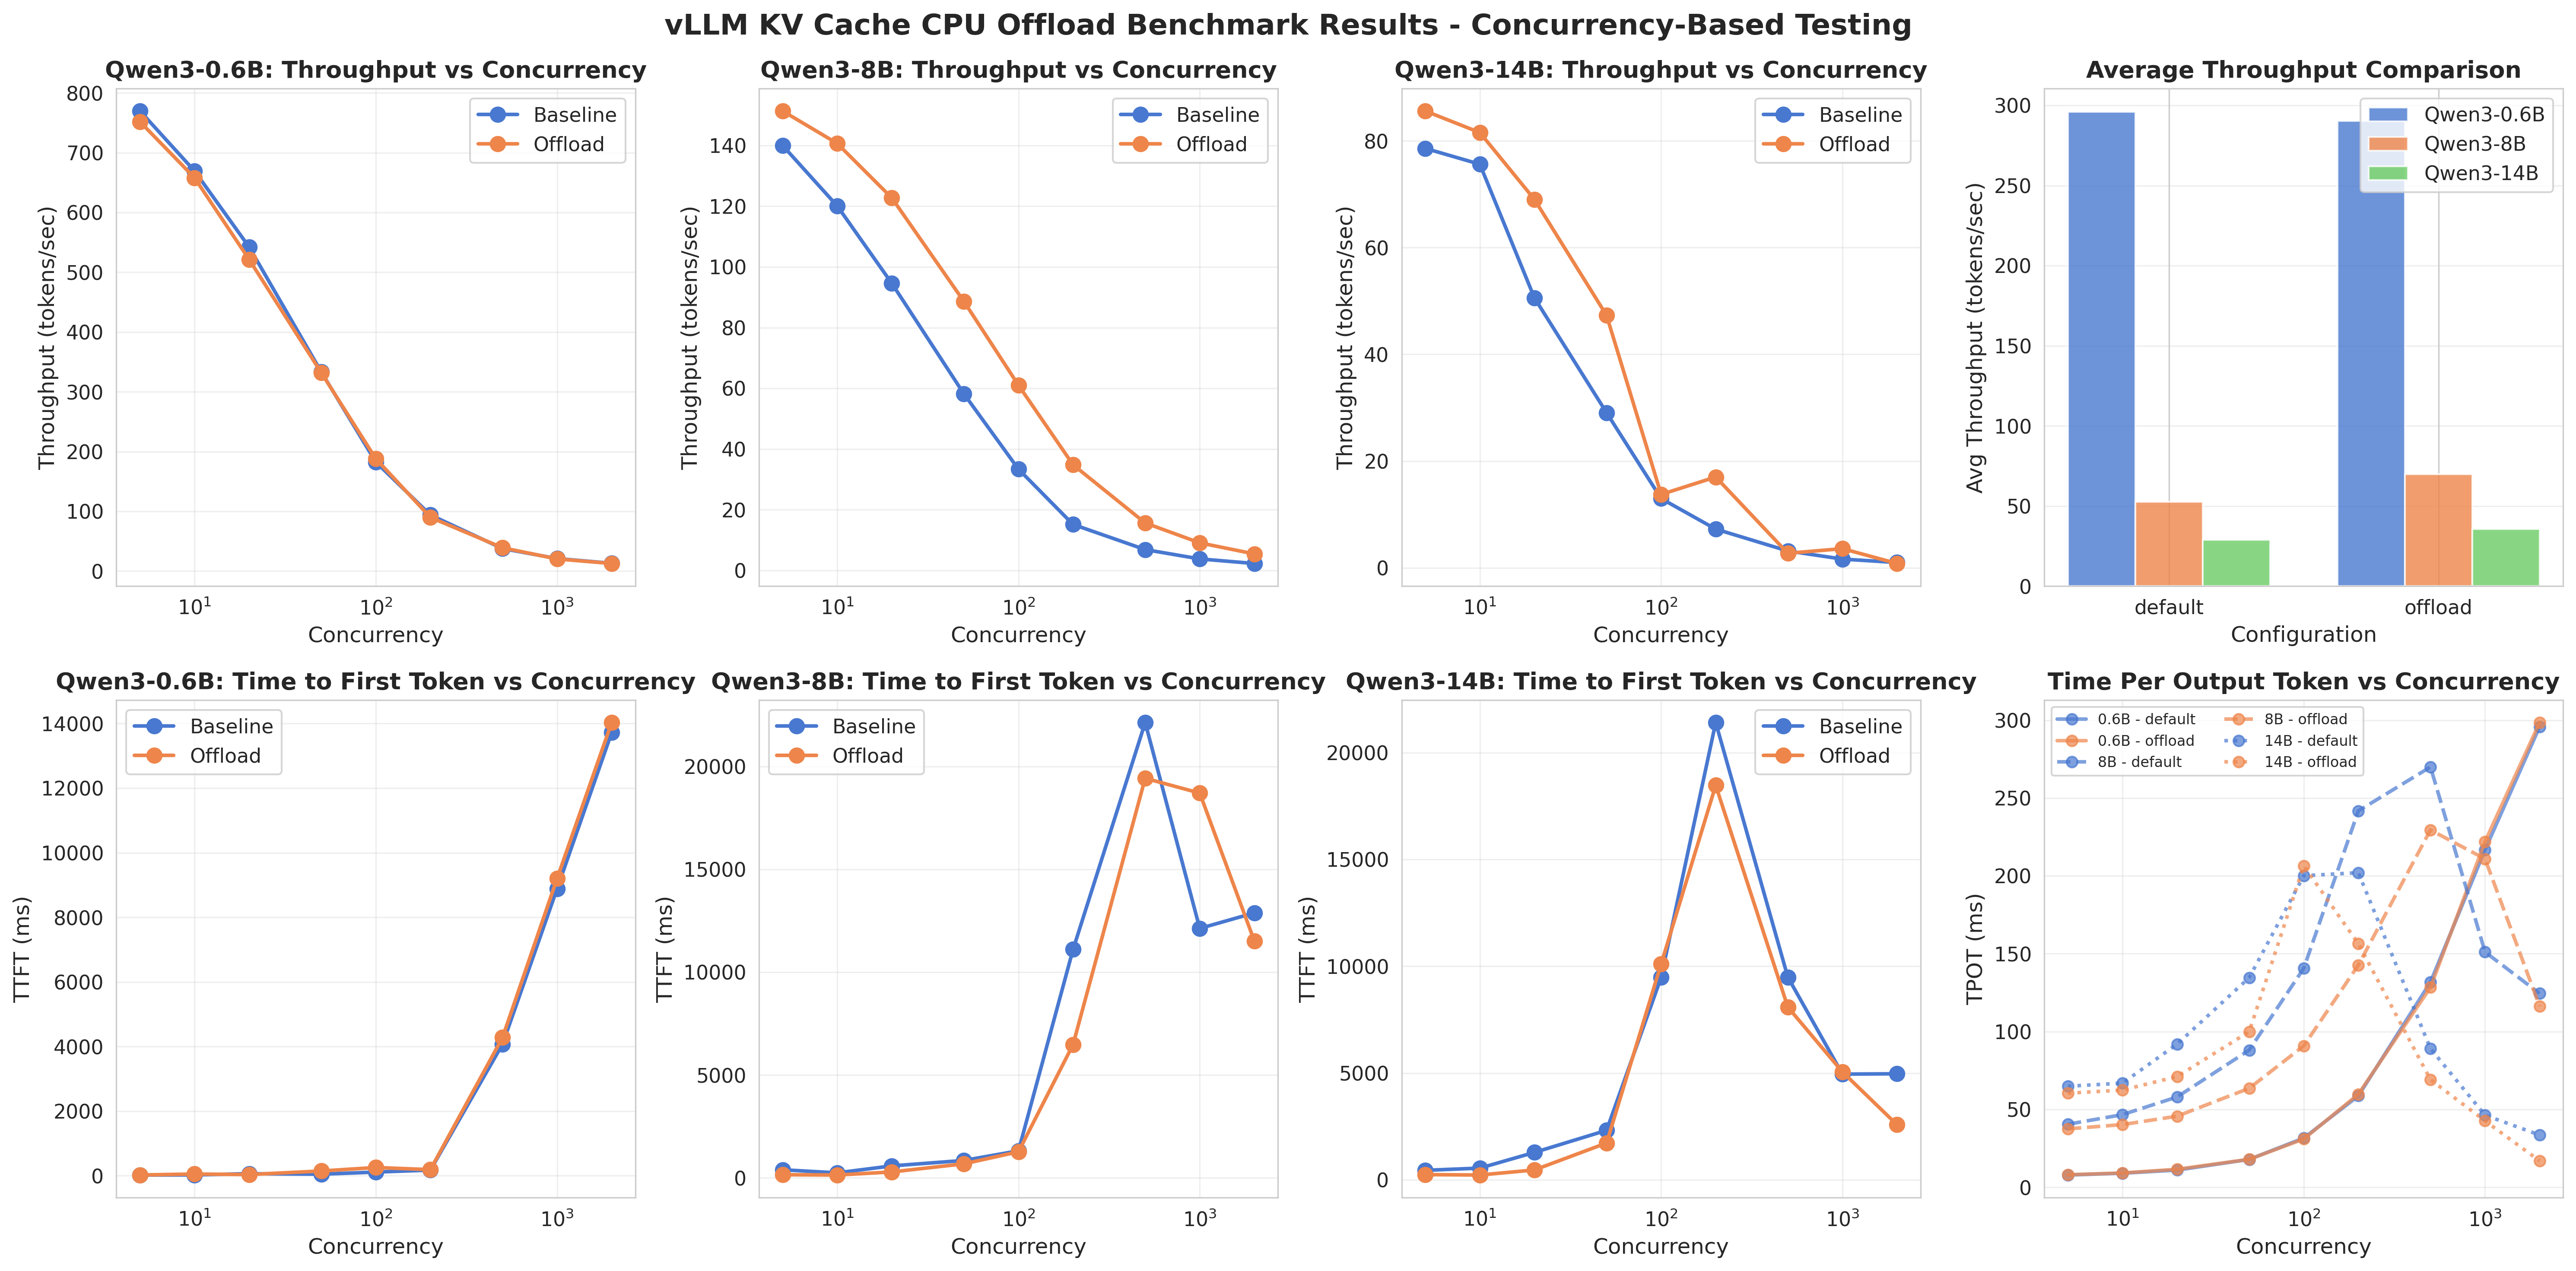 vLLM KV Cache CPU Offload Benchmark Results - Concurrency-Based Testing
Qwen3-0.6B: Throughput vs Concurrency
Throughput (tokens/sec)
800
700
600
500
400
300
200
100
0
Baseline
Offload
10¹
10²
10³
Concurrency
Qwen3-8B: Throughput vs Concurrency
Throughput (tokens/sec)
140
120
100
80
60
40
20
0
Baseline
Offload
10¹
10²
10³
Concurrency
Qwen3-14B: Throughput vs Concurrency
Throughput (tokens/sec)
80
60
40
20
0
Baseline
Offload
10¹
10²
10³
Concurrency
Average Throughput Comparison
Avg Throughput (tokens/sec)
300
250
200
150
100
50
0
Qwen3-0.6B
Qwen3-8B
Qwen3-14B
default
offload
Configuration
Qwen3-0.6B: Time to First Token vs Concurrency
TTFT (ms)
14000
12000
10000
8000
6000
4000
2000
0
Baseline
Offload
10¹
10²
10³
Concurrency
Qwen3-8B: Time to First Token vs Concurrency
TTFT (ms)
20000
15000
10000
5000
0
Baseline
Offload
10¹
10²
10³
Concurrency
Qwen3-14B: Time to First Token vs Concurrency
TTFT (ms)
20000
15000
10000
5000
0
Baseline
Offload
10¹
10²
10³
Concurrency
Time Per Output Token vs Concurrency
TPOT (ms)
300
250
200
150
100
50
0
0.6B - default
0.6B - offload
8B - default
8B - offload
14B - default
14B - offload
10¹
10²
10³
Concurrency